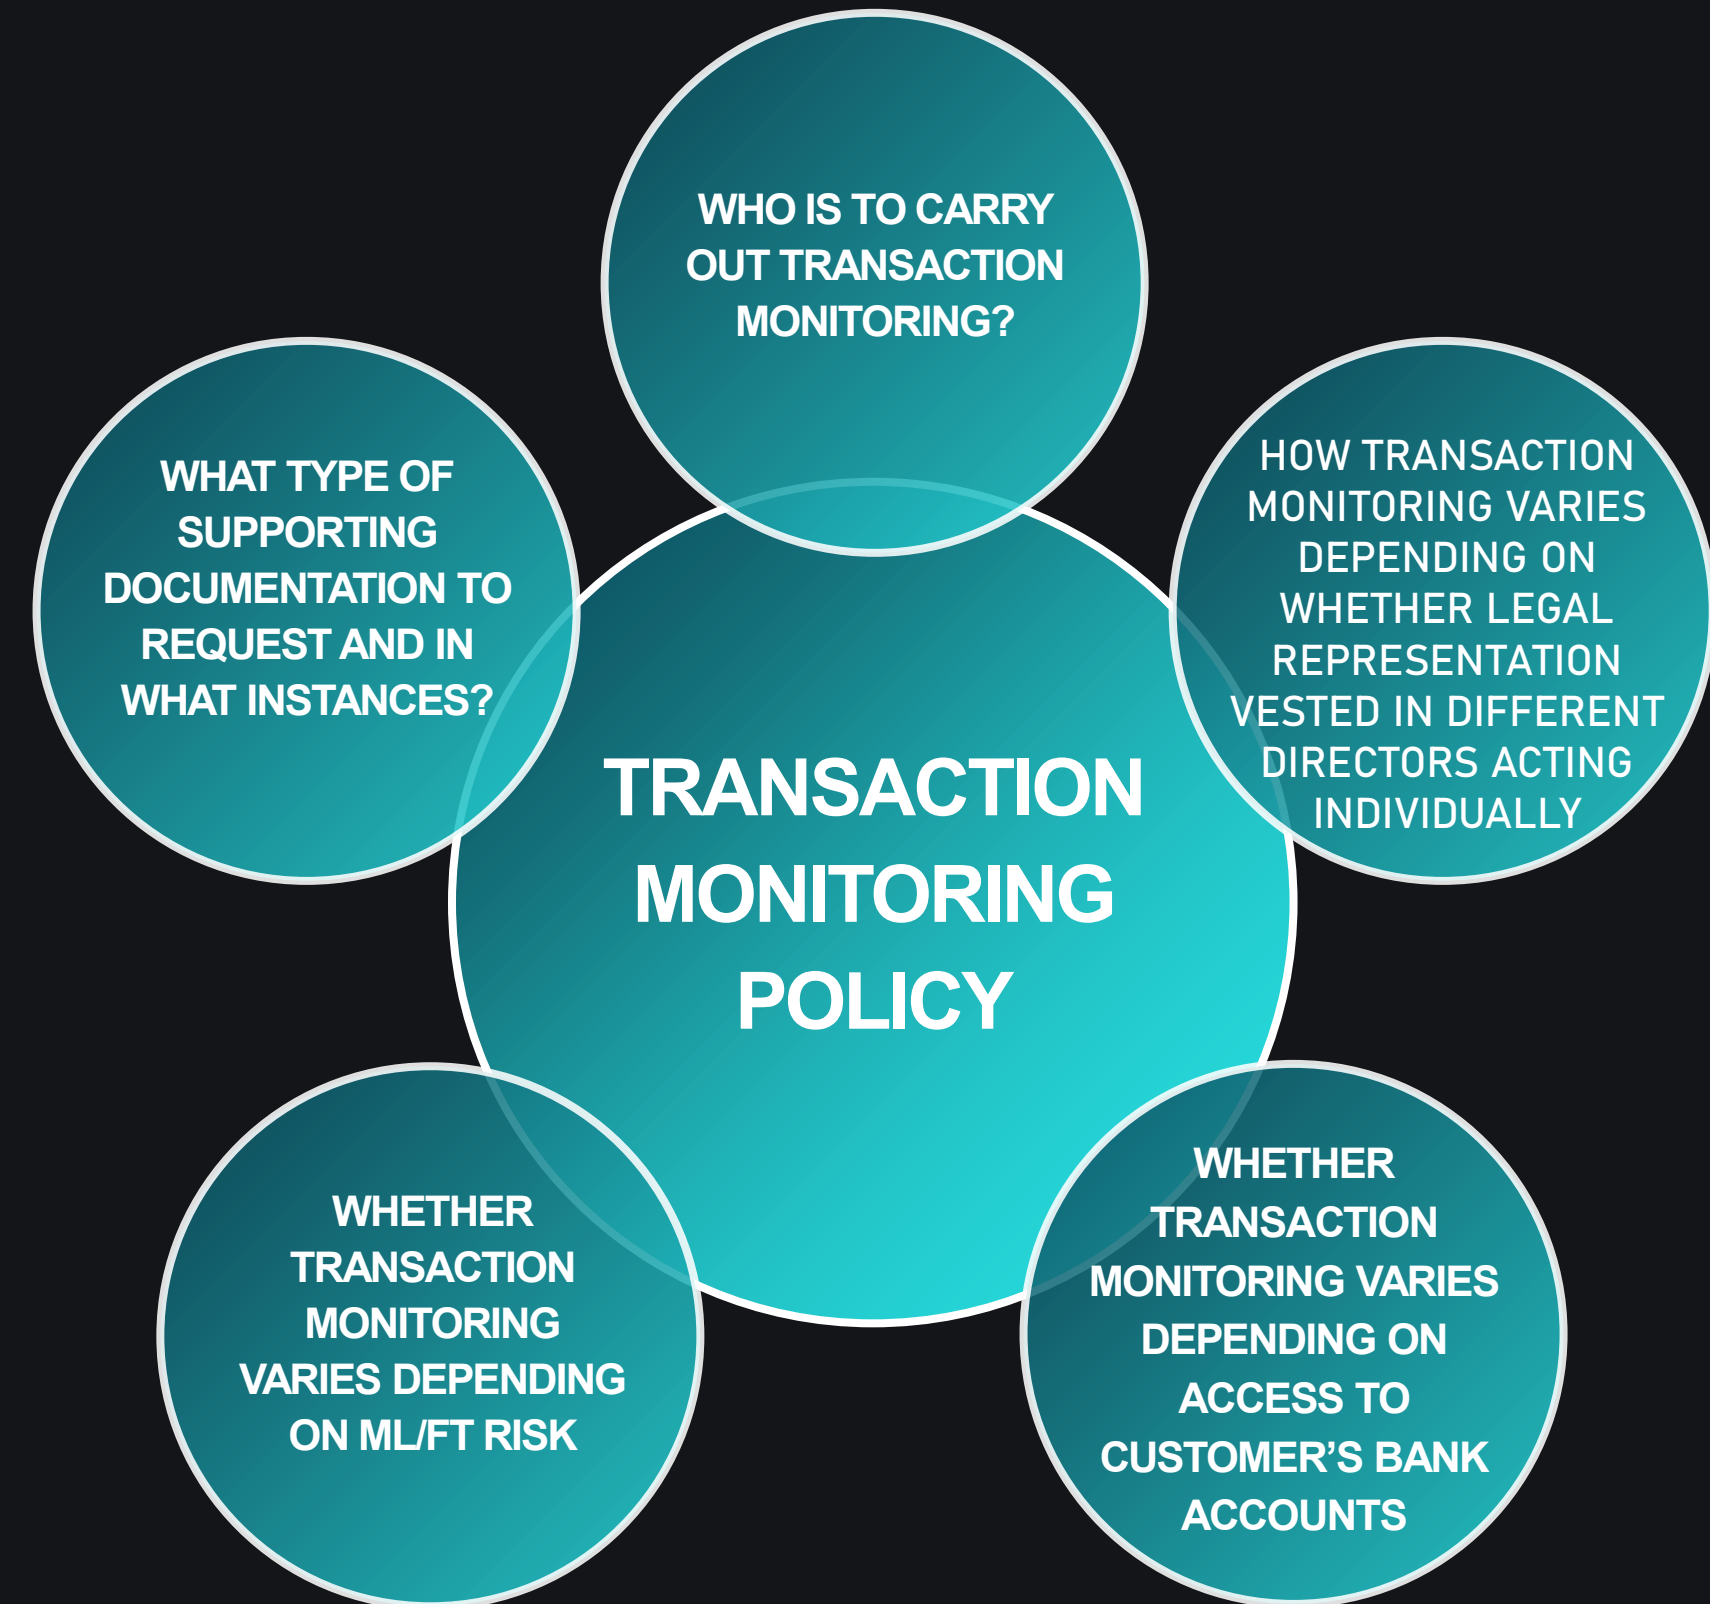 WHO IS TO CARRY
OUT TRANSACTION
MONITORING?
WHAT TYPE OF
SUPPORTING
DOCUMENTATION TO
REQUEST AND IN
WHAT INSTANCES?
HOW TRANSACTION
MONITORING VARIES
DEPENDING ON
WHETHER LEGAL
REPRESENTATION
VESTED IN DIFFERENT
DIRECTORS ACTING
INDIVIDUALLY
TRANSACTION
MONITORING
POLICY
WHETHER
TRANSACTION
MONITORING
VARIES DEPENDING
ON ML/FT RISK
WHETHER
TRANSACTION
MONITORING VARIES
DEPENDING ON
ACCESS TO
CUSTOMER’S BANK
ACCOUNTS